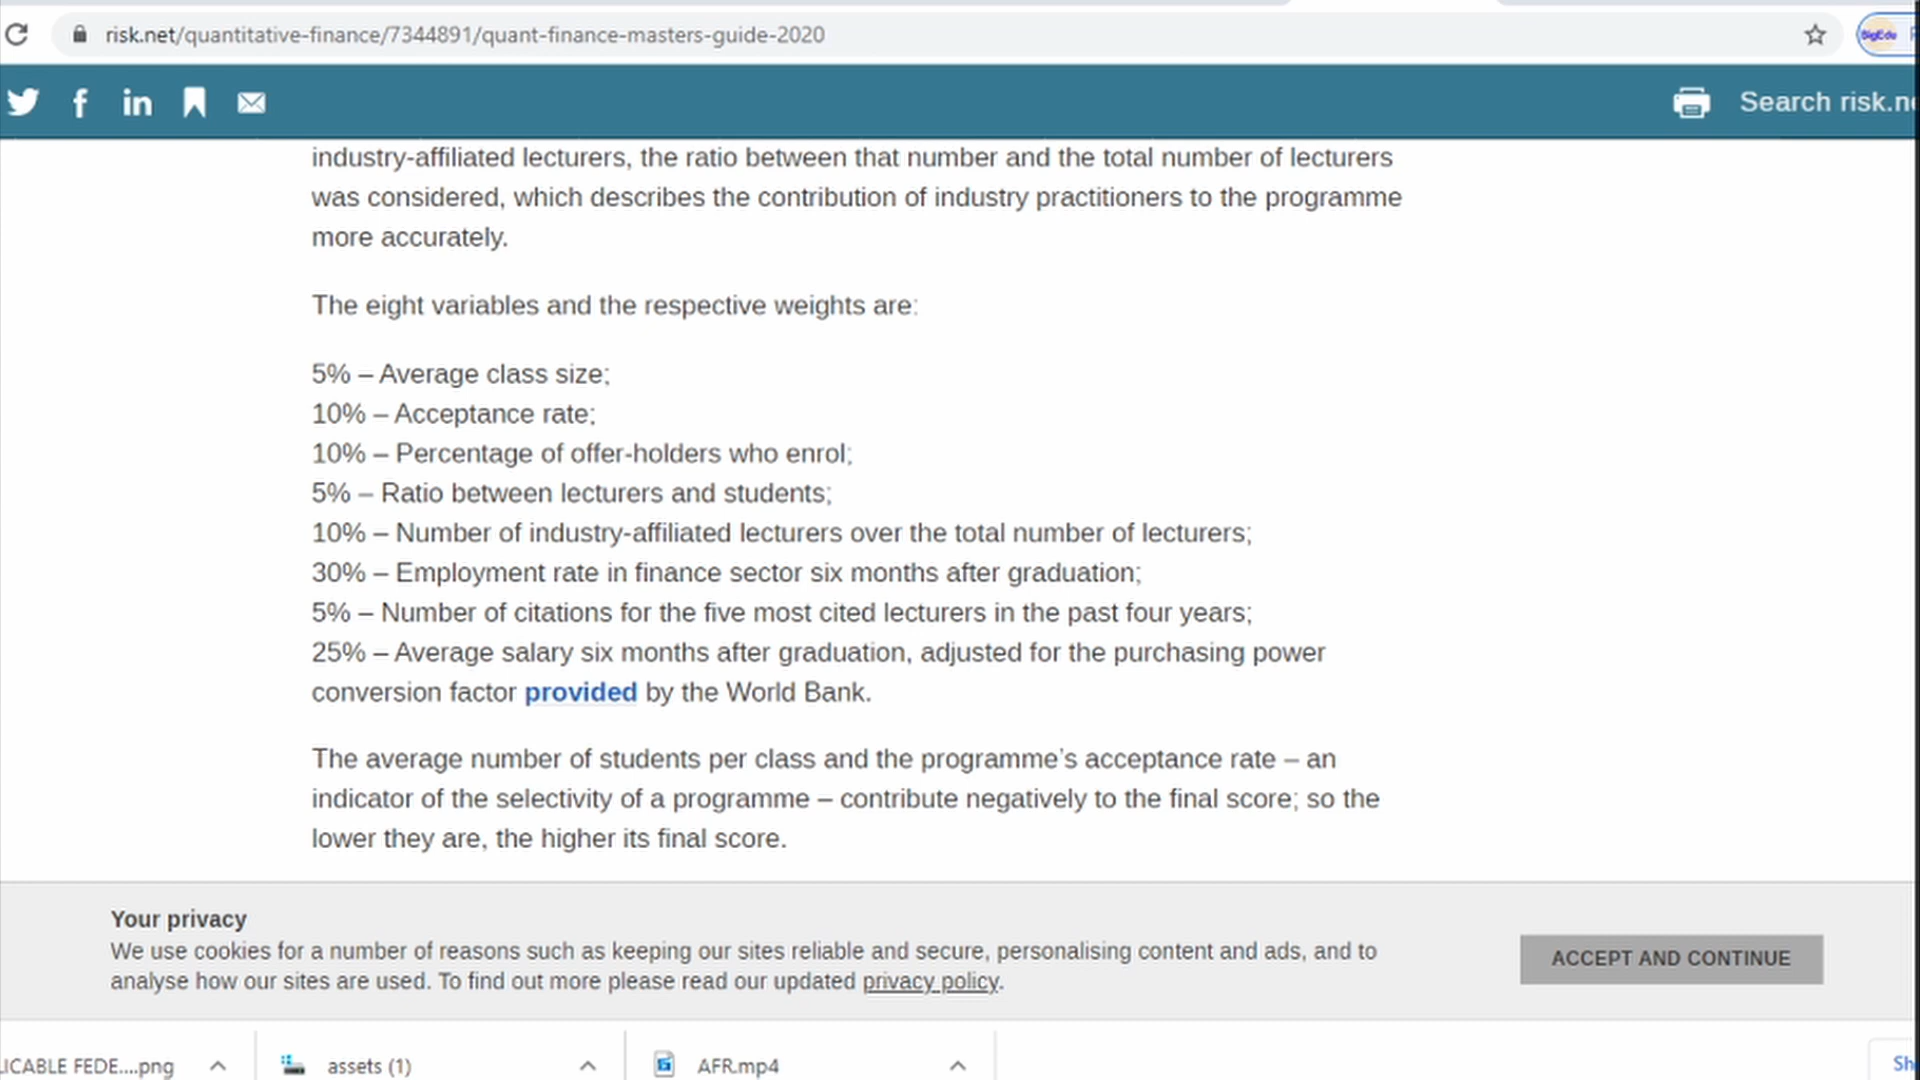 risk.net/quantitative-finance/7344891/quant-finance-masters-guide-2020
BigEdu
Search risk.n
industry-affiliated lecturers, the ratio between that number and the total number of lecturers
was considered, which describes the contribution of industry practitioners to the programme
more accurately.
The eight variables and the respective weights are:
5% – Average class size;
10% – Acceptance rate;
10% – Percentage of offer-holders who enrol;
5% – Ratio between lecturers and students;
10% – Number of industry-affiliated lecturers over the total number of lecturers;
30% – Employment rate in finance sector six months after graduation;
5% – Number of citations for the five most cited lecturers in the past four years;
25% – Average salary six months after graduation, adjusted for the purchasing power
conversion factor provided by the World Bank.
The average number of students per class and the programme’s acceptance rate – an
indicator of the selectivity of a programme – contribute negatively to the final score; so the
lower they are, the higher its final score.
Your privacy
We use cookies for a number of reasons such as keeping our sites reliable and secure, personalising content and ads, and to
analyse how our sites are used. To find out more please read our updated privacy policy.
ACCEPT AND CONTINUE
LICABLE FEDE....png
assets (1)
AFR.mp4
Sh